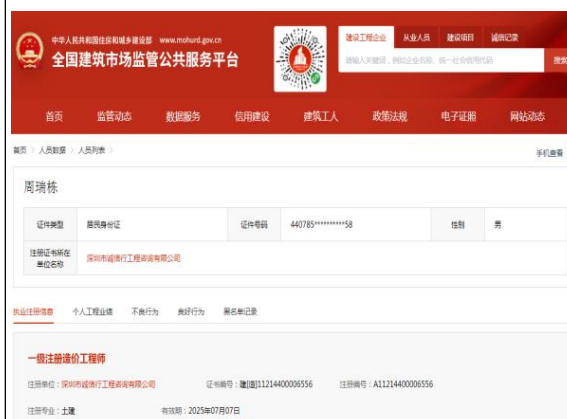 中华人民共和国住房和城乡建设部 www.mohurd.gov.cn
全国建筑市场监管公共服务平台
建设工程企业 从业人员 建设项目 诚信记录
请输入关键词，例如企业名称、统一社会信用代码 搜索
首页 监管动态 数据服务 信用建设 建筑工人 政策法规 电子证照 网站动态
首页 > 人员数据 > 人员列表 > 手机查看
周瑞栋
证件类型 居民身份证 证件号码 440785**********58 性别 男
注册证书所在单位名称 深圳市诚信行工程咨询有限公司
执业注册信息 个人工程业绩 不良行为 良好行为 黑名单记录
一级注册造价工程师
注册单位：深圳市诚信行工程咨询有限公司 证书编号：建[造]11214400006556 注册编号：A11214400006556
注册专业：土建 有效期：2025年07月07日